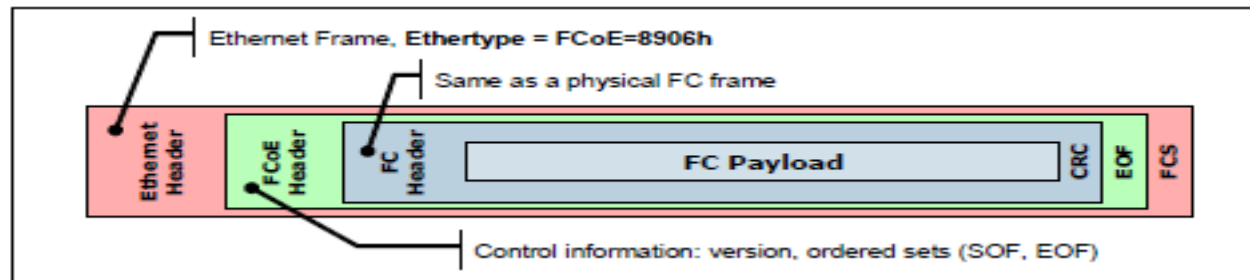 Ethernet Frame, Ethertype = FCoE=8906h
Same as a physical FC frame
Ethernet
Header
FCoE
Header
FC
Header
FC Payload
CRC
EOF
FCS
Control information: version, ordered sets (SOF, EOF)